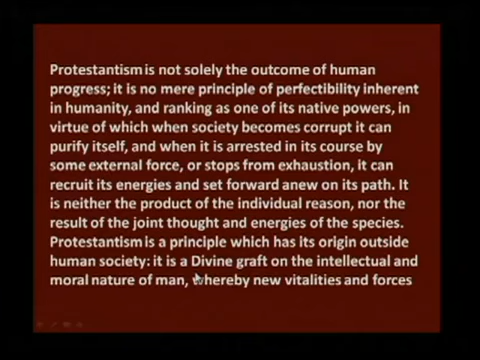 Protestantism is not solely the outcome of human
progress; it is no mere principle of perfectibility inherent
in humanity, and ranking as one of its native powers, in
virtue of which when society becomes corrupt it can
purify itself, and when it is arrested in its course by
some external force, or stops from exhaustion, it can
recruit its energies and set forward anew on its path. It
is neither the product of the individual reason, nor the
result of the joint thought and energies of the species.
Protestantism is a principle which has its origin outside
human society: it is a Divine graft on the intellectual and
moral nature of man, whereby new vitalities and forces